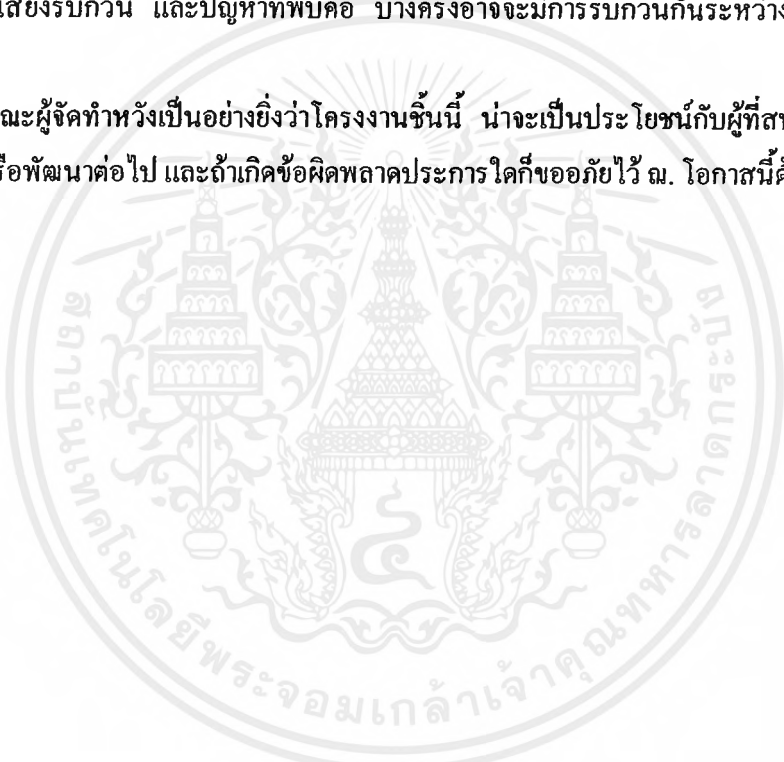 เสียงรบกวน และปัญหาที่พบคือ บางครั้งอาจจะมีการรบกวนกันระหว่าง
ณะผู้จัดทำหวังเป็นอย่างยิ่งว่าโครงงานชิ้นนี้ น่าจะเป็นประโยชน์กับผู้ที่ส
รือพัฒนาต่อไป และถ้าเกิดข้อผิดพลาดประการใดก็ขออภัยไว้ ณ. โอกาสนี้ด้
สถาบันเทคโนโลยีพระจอมเกล้าเจ้าคุณทหารลาดกระบัง